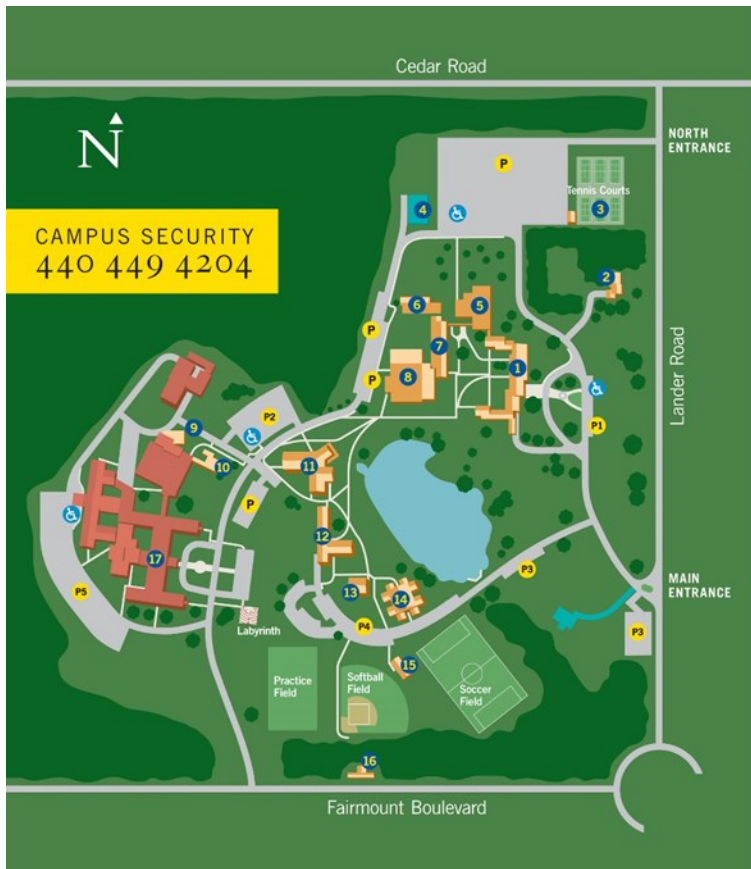 Cedar Road
N
NORTH
ENTRANCE
P
Tennis Courts
3
4
CAMPUS SECURITY
440 449 4204
2
6
5
P
7
8
1
P
Lander Road
P2
P1
9
10
11
P
12
17
P5
P3
MAIN
ENTRANCE
13
14
Labyrinth
P4
P3
15
Practice
Field
Softball
Field
Soccer
Field
16
Fairmount Boulevard